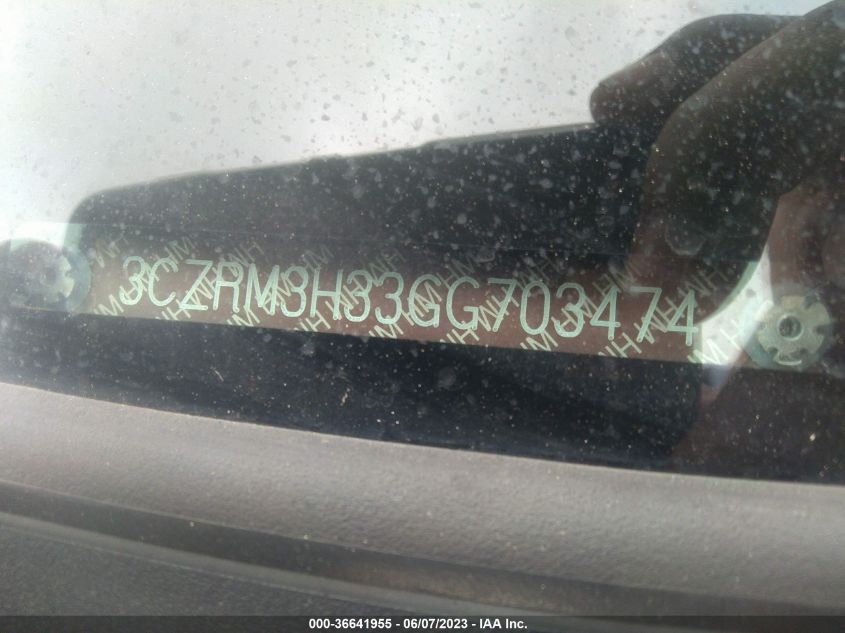 3CZRM3H33GG703474
000-36641955 - 06/07/2023 - IAA Inc.